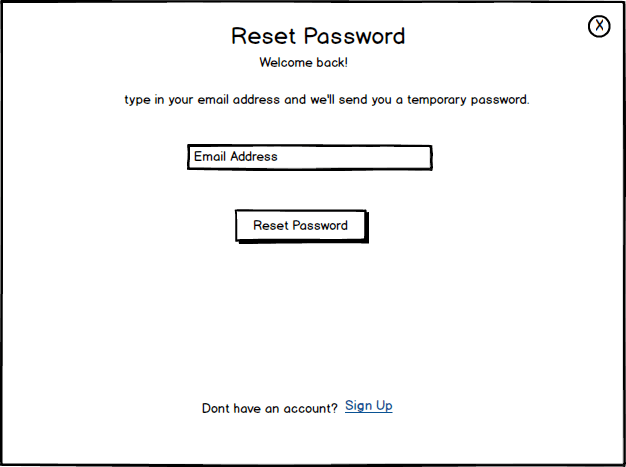 Reset Password
X
Welcome back!
type in your email address and we'll send you a temporary password.
Email Address
Reset Password
Dont have an account? Sign Up